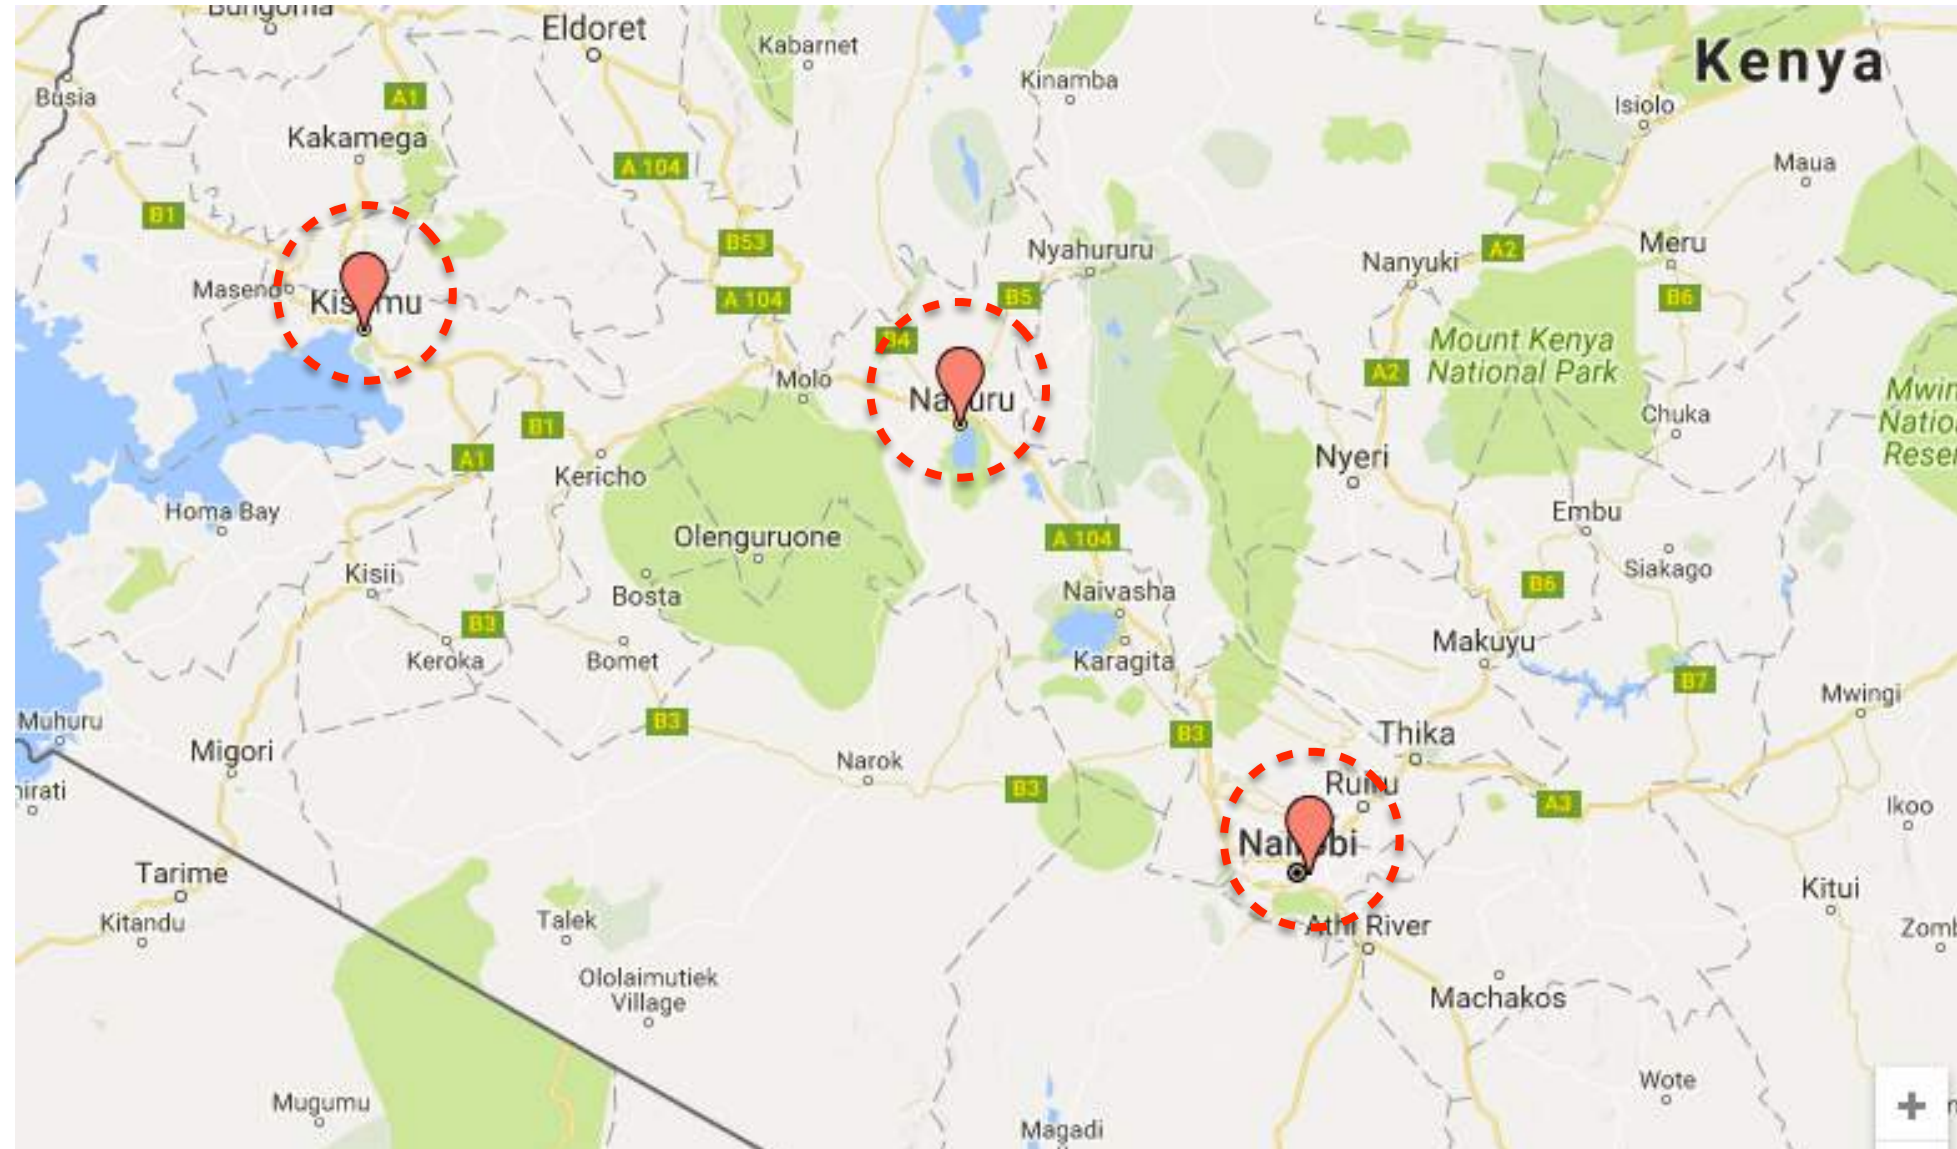 Eldoret
Kabarnet
Kenya
Kinamba
Busia
A1
Isiolo
Kakamega
A 104
Maua
B1
B53
Nyahururu
Nanyuki
A2
Meru
Maseno
A 104
B5
B6
B4
Mount Kenya
National Park
Molo
A2
Chuka
B1
A1
Kericho
Nyeri
Homa Bay
Olenguruone
Embu
A 104
Kisii
Bosta
Naivasha
Siakago
B6
B3
Makuyu
Keroka
Bomet
Karagita
B7
Mwingi
Muhuru
B3
B3
Thika
Migori
Narok
B3
Ruiru
A3
Ikoo
Tarime
Kitui
Kitandu
Talek
Athi River
Ololaimutiek
Village
Machakos
Wote
Mugumu
Magadi
+